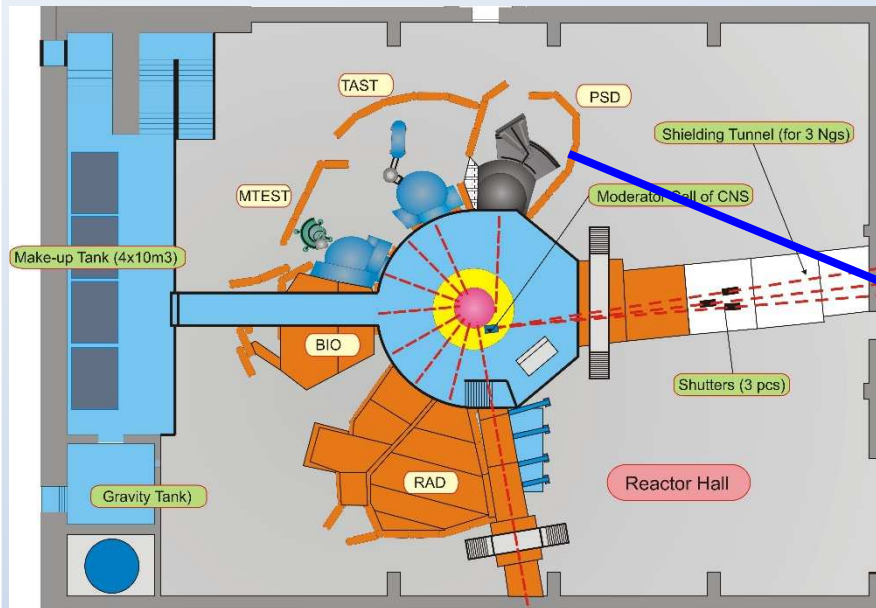 TAST
PSD
Shielding Tunnel (for 3 Ngs)
MTEST
Moderator Cell of CNS
Make-up Tank (4x10m3)
BIO
Shutters (3 pcs)
RAD
Reactor Hall
Gravity Tank)